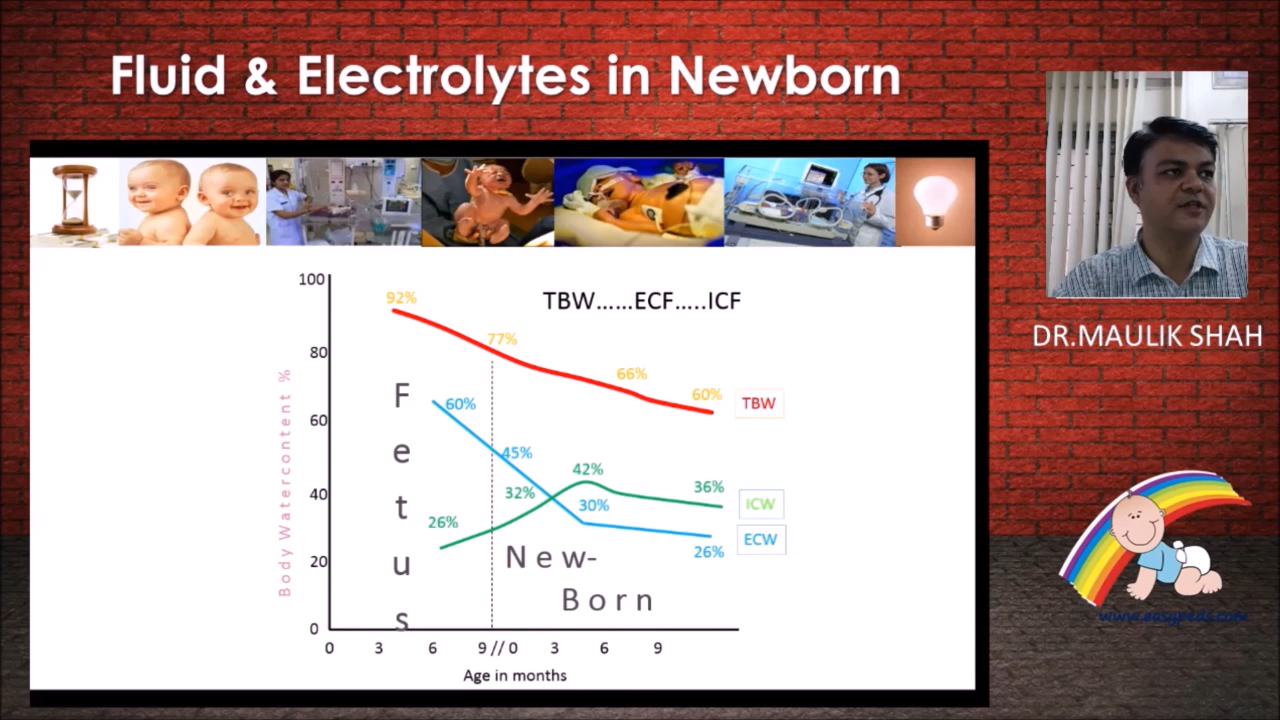 Fluid & Electrolytes in Newborn
DR.MAULIK SHAH
TBW......ECF.....ICF
100
80
60
40
20
0
Body Watercontent %
92%
77%
66%
60%
TBW
60%
45%
30%
26%
ECW
26%
32%
42%
36%
ICW
Fetus
New-
Born
0 3 6 9 // 0 3 6 9
Age in months
www.easypeds.com